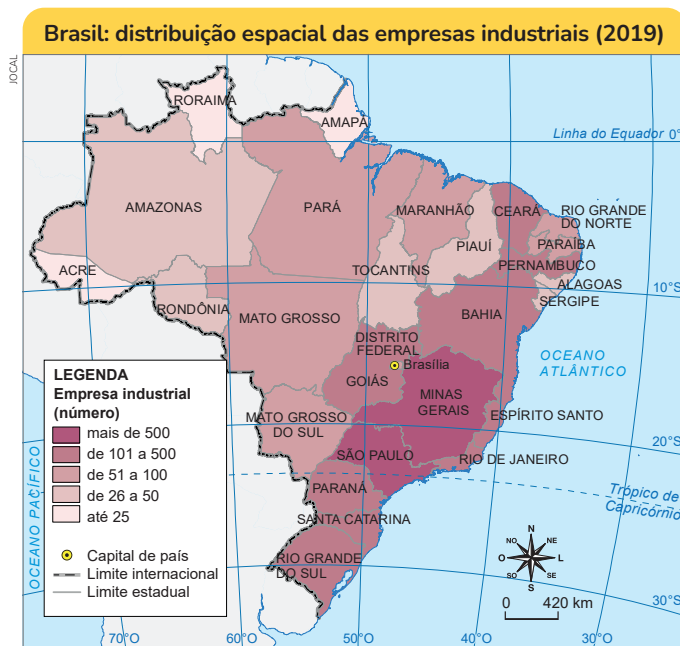 Brasil: distribuição espacial das empresas industriais (2019)
JOCAL
RORAIMA
AMAPÁ
Linha do Equador 0°
AMAZONAS
PARÁ
MARANHÃO
CEARÁ
RIO GRANDE
DO NORTE
PIAUÍ
PARAÍBA
ACRE
TOCANTINS
PERNAMBUCO
ALAGOAS
10°S
SERGIPE
RONDÔNIA
MATO GROSSO
BAHIA
DISTRITO
FEDERAL
Brasília
GOIÁS
OCEANO
ATLÂNTICO
MINAS
GERAIS
ESPÍRITO SANTO
MATO GROSSO
DO SUL
20°S
SÃO PAULO
RIO DE JANEIRO
PARANÁ
Trópico de
Capricórnio
SANTA CATARINA
RIO GRANDE
DO SUL
OCEANO PACÍFICO
LEGENDA
Empresa industrial
(número)
mais de 500
de 101 a 500
de 51 a 100
de 26 a 50
até 25
Capital de país
Limite internacional
Limite estadual
N
NO
NE
O
L
SO
SE
S
0 420 km
30°S
70°O
60°O
50°O
40°O
30°O